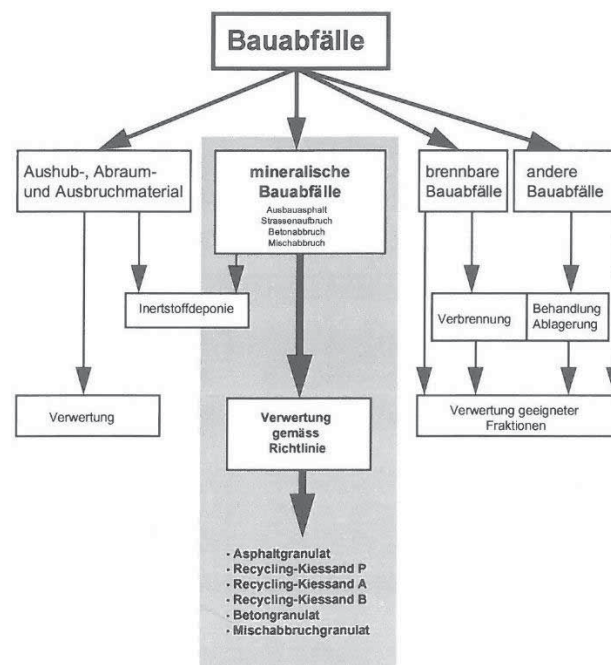 Bauabfälle
Aushub-, Abraum-
und Ausbruchmaterial
mineralische
Bauabfälle
Ausbauasphalt
Strassenaufbruch
Betonabbruch
Mischabbruch
brennbare
Bauabfälle
andere
Bauabfälle
Inertstoffdeponie
Verbrennung
Behandlung
Ablagerung
Verwertung
Verwertung
gemäss
Richtlinie
Verwertung geeigneter
Fraktionen
· Asphaltgranulat
· Recycling-Kiessand P
· Recycling-Kiessand A
· Recycling-Kiessand B
· Betongranulat
· Mischabbruchgranulat